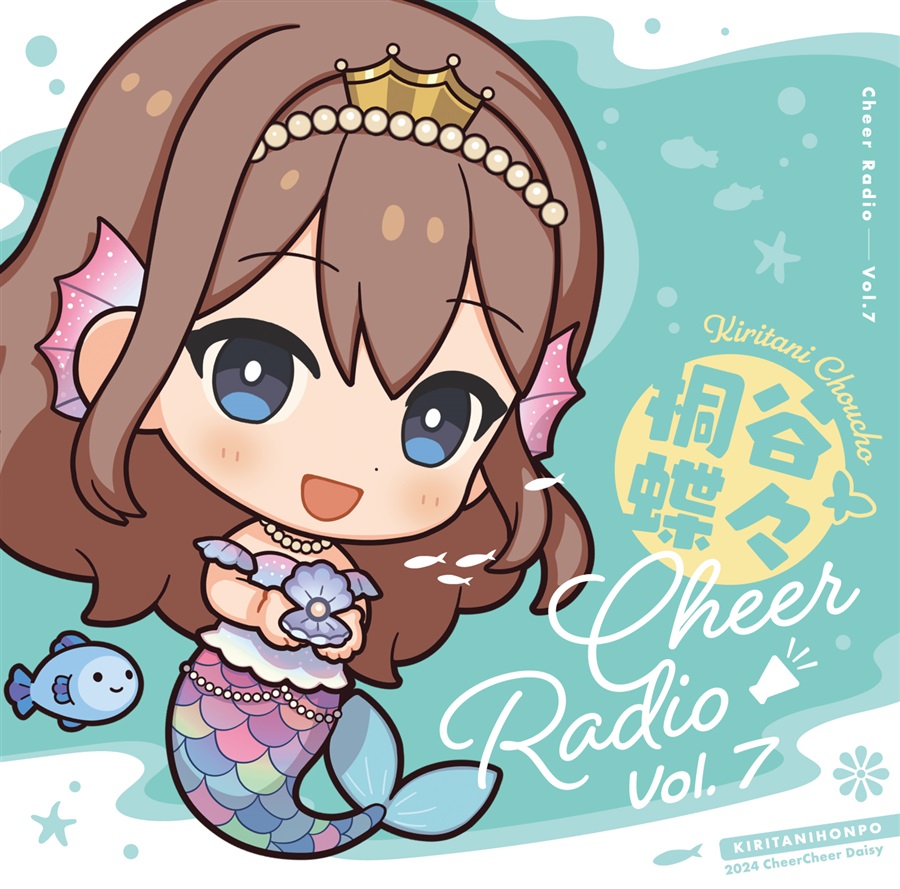 Cheer Radio — Vol.7
Kiritani Choucho
桐谷
蝶々
Cheer
Radio
Vol. 7
KIRITANIHONPO
2024 CheerCheer Daisy